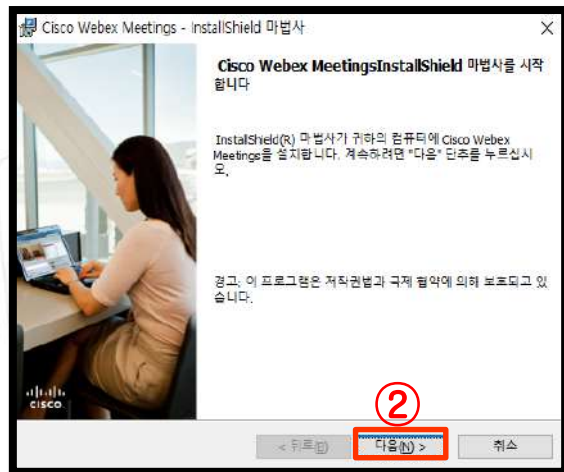 Cisco Webex Meetings - InstallShield 마법사
Cisco Webex MeetingsInstallShield 마법사를 시작
합니다
InstallShield(R) 마법사가 귀하의 컴퓨터에 Cisco Webex
Meetings를 설치합니다. 계속하려면 "다음" 단추를 누르십시
오.
경고: 이 프로그램은 저작권법과 국제 협약에 의해 보호되고 있
습니다.
CISCO
②
< 뒤로(B) 다음(N) > 취소